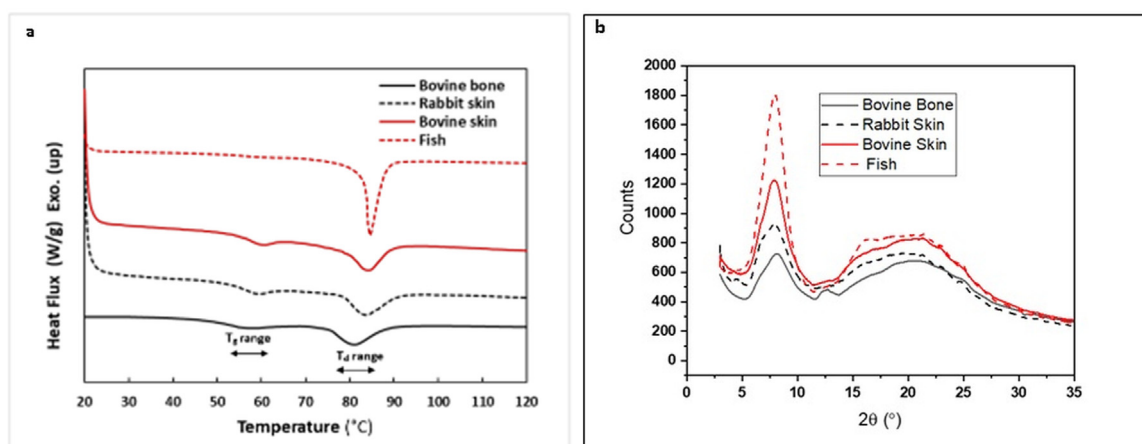 a
Bovine bone
Rabbit skin
Bovine skin
Fish
Heat Flux (W/g) Exo. (up)
Tg range
Td range
20 30 40 50 60 70 80 90 100 110 120
Temperature (°C)
b
2000
1800
1600
1400
1200
1000
800
600
400
200
0
Counts
Bovine Bone
Rabbit Skin
Bovine Skin
Fish
0 5 10 15 20 25 30 35
2θ (°)